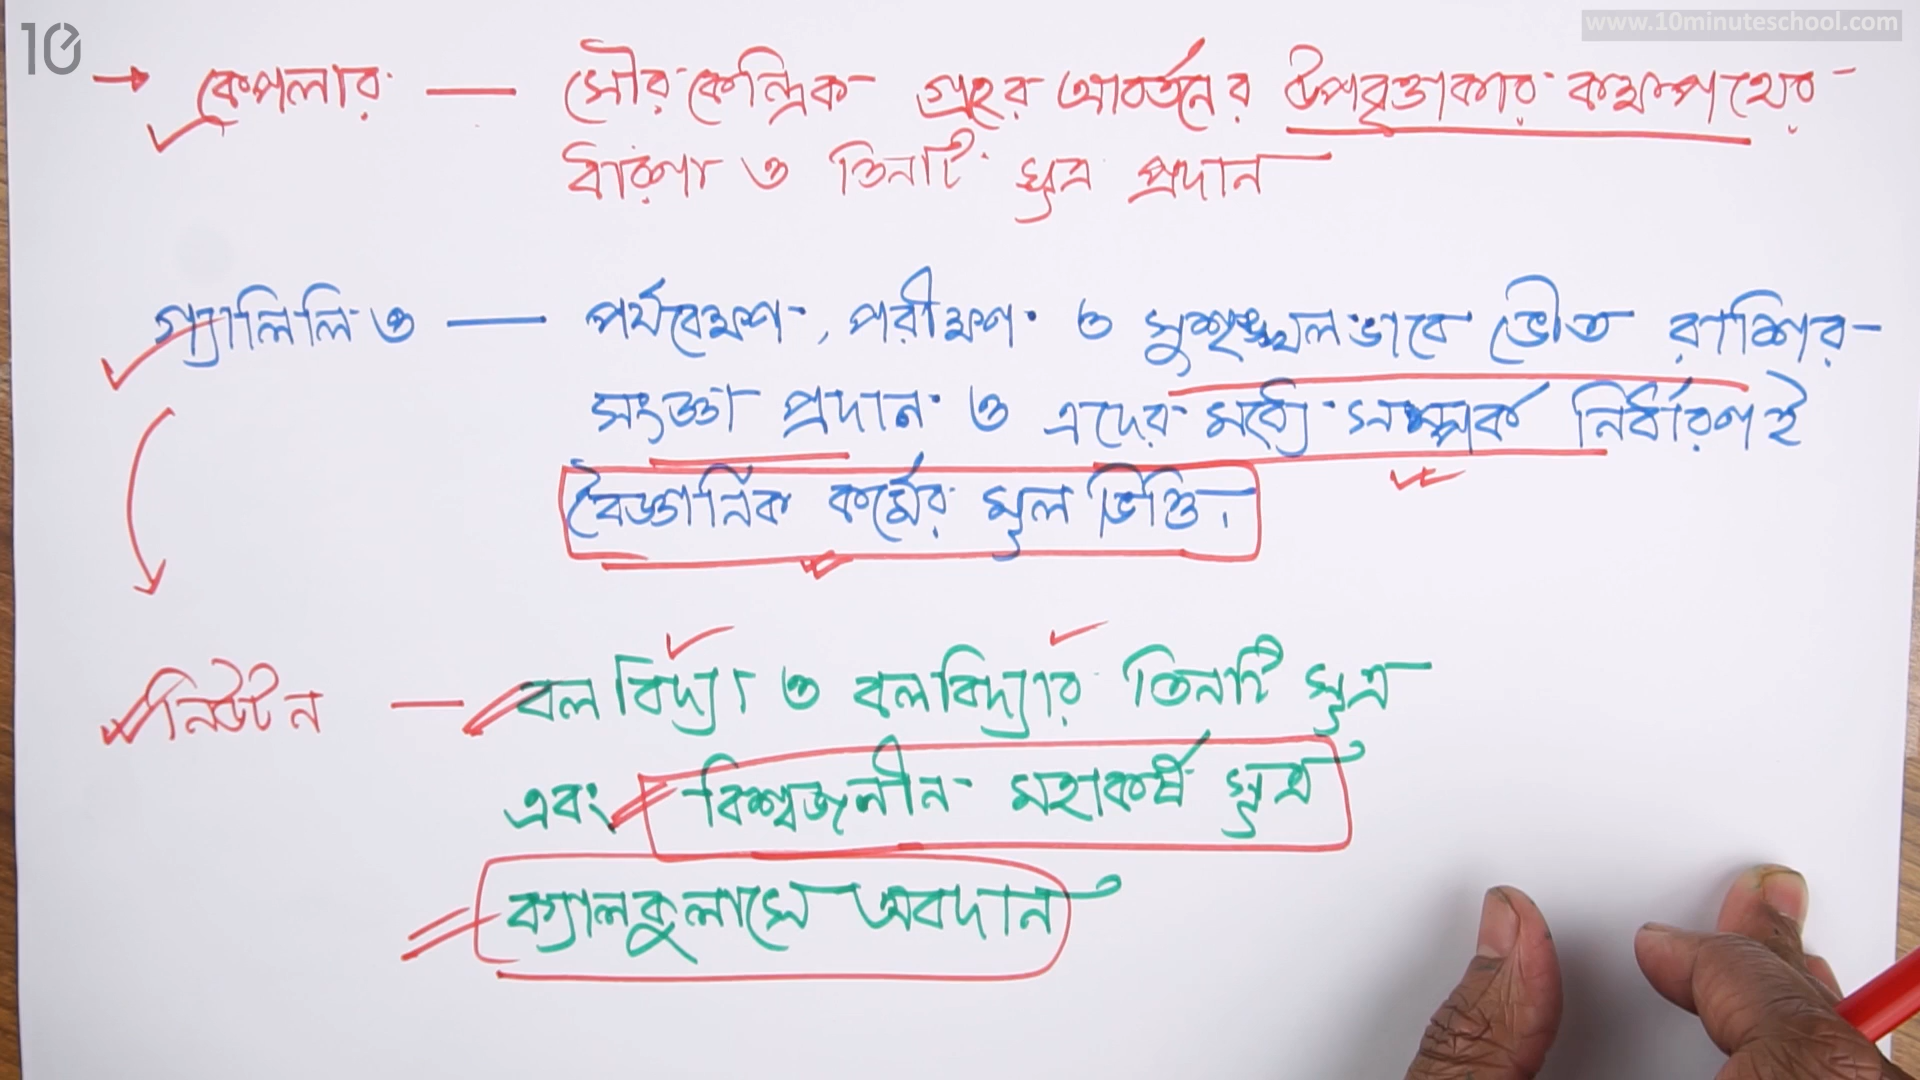 10
www.10minuteschool.com
→ কেপলার — সৌরকেন্দ্রিক গ্রহের আবর্তনের উপবৃত্তাকার কক্ষপথের
ধারণা ও তিনটি সূত্র প্রদান
গ্যালিলিও — পর্যবেক্ষণ, পরীক্ষণ ও সুশৃঙ্খলভাবে ভৌত রাশির
সংজ্ঞা প্রদান ও এদের মধ্যে সম্পর্ক নির্ধারণই
বৈজ্ঞানিক কর্মের মূল ভিত্তি।
নিউটন — বলবিদ্যা ও বলবিদ্যার তিনটি সূত্র
এবং বিশ্বজনীন মহাকর্ষ সূত্র
ক্যালকুলাসে অবদান